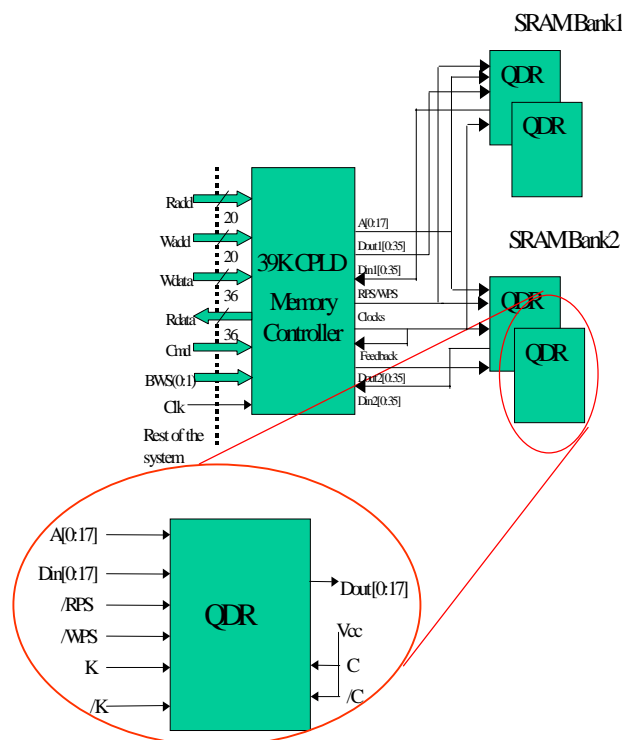 SRAM Bank1
QDR
QDR
Radd
20
Wadd
20
Wdata
36
Rdata
36
Cmd
BWS(0:1)
Clk
Rest of the
system
39K CPLD
Memory
Controller
A[0:17]
Dout1[0:35]
Din1[0:35]
RPS/WPS
Clocks
Feedback
Dout2[0:35]
Din2[0:35]
SRAM Bank2
QDR
QDR
A[0:17]
Din[0:17]
/RPS
/WPS
K
/K
QDR
Dout[0:17]
Vcc
C
/C